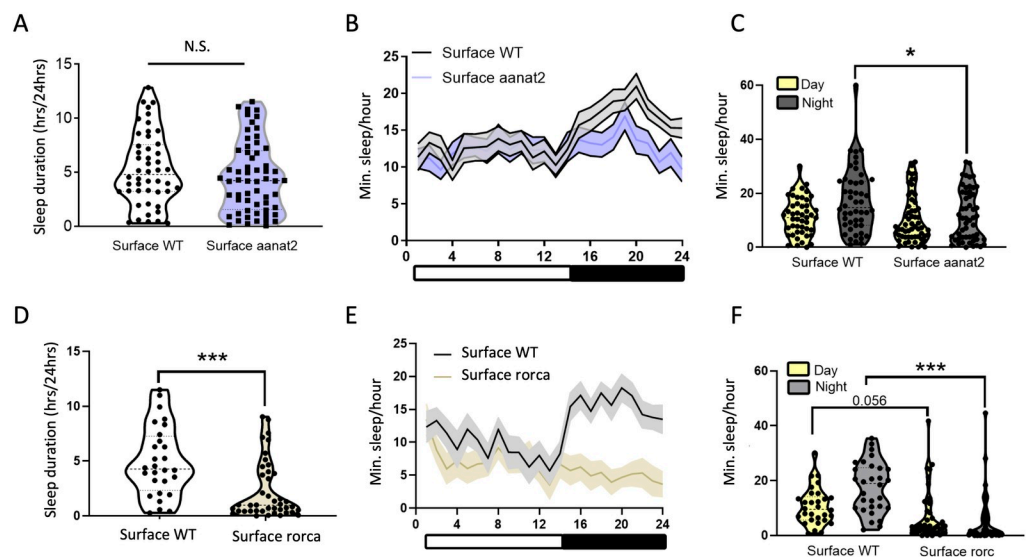 A
N.S.
15
10
5
0
Sleep duration (hrs/24hrs)
Surface WT
Surface aanat2
B
Surface WT
Surface aanat2
25
20
15
10
5
0
Min. sleep/hour
0 4 8 12 16 20 24
C
*
Day
Night
60
40
20
0
Min. sleep/hour
Surface WT
Surface aanat2
D
***
15
10
5
0
Sleep duration (hrs/24hrs)
Surface WT
Surface rorca
E
Surface WT
Surface rorca
25
20
15
10
5
0
Min. sleep/hour
0 4 8 12 16 20 24
F
Day
Night
***
0.056
60
40
20
0
Min. sleep/hour
Surface WT
Surface rorc